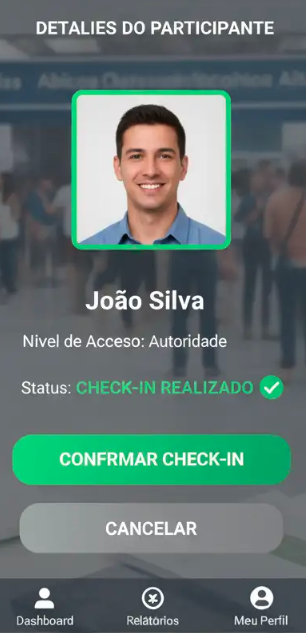 DETALIES DO PARTICIPANTE
João Silva
Nivel de Acceso: Autoridade
Status: CHECK-IN REALIZADO
CONFRMAR CHECK-IN
CANCELAR
Dashboard
Relátórios
Meu Perfil